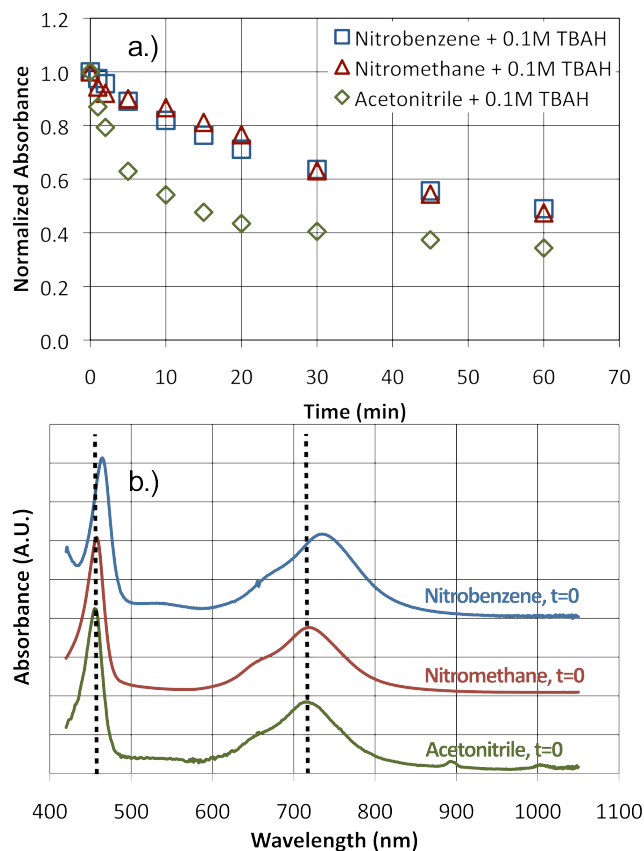 a.)
Nitrobenzene + 0.1M TBAH
Nitromethane + 0.1M TBAH
Acetonitrile + 0.1M TBAH
Normalized Absorbance
1.2
1.0
0.8
0.6
0.4
0.2
0.0
0 10 20 30 40 50 60 70
Time (min)
b.)
Absorbance (A.U.)
Nitrobenzene, t=0
Nitromethane, t=0
Acetonitrile, t=0
400 500 600 700 800 900 1000 1100
Wavelength (nm)